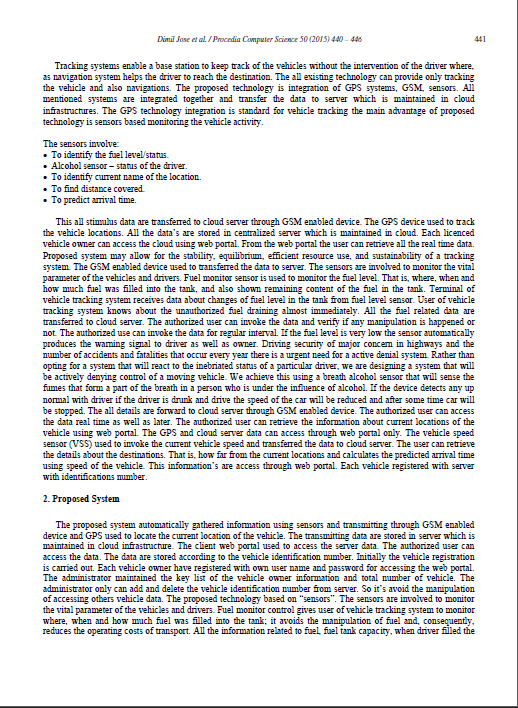 Dimil Jose et al. / Procedia Computer Science 50 (2015) 440 – 446
441
Tracking systems enable a base station to keep track of the vehicles without the intervention of the driver where,
as navigation system helps the driver to reach the destination. The all existing technology can provide only tracking
the vehicle and also navigations. The proposed technology is integration of GPS systems, GSM, sensors. All
mentioned systems are integrated together and transfer the data to server which is maintained in cloud
infrastructures. The GPS technology integration is standard for vehicle tracking the main advantage of proposed
technology is sensors based monitoring the vehicle activity.
The sensors involve:
• To identify the fuel level/status.
• Alcohol sensor – status of the driver.
• To identify current name of the location.
• To find distance covered.
• To predict arrival time.
This all stimulus data are transferred to cloud server through GSM enabled device. The GPS device used to track
the vehicle locations. All the data's are stored in centralized server which is maintained in cloud. Each licenced
vehicle owner can access the cloud using web portal. From the web portal the user can retrieve all the real time data.
Proposed system may allow for the stability, equilibrium, efficient resource use, and sustainability of a tracking
system. The GSM enabled device used to transferred the data to server. The sensors are involved to monitor the vital
parameter of the vehicles and drivers. Fuel monitor sensor is used to monitor the fuel level. That is, where, when and
how much fuel was filled into the tank, and also shown remaining content of the fuel in the tank. Terminal of
vehicle tracking system receives data about changes of fuel level in the tank from fuel level sensor. User of vehicle
tracking system knows about the unauthorized fuel draining almost immediately. All the fuel related data are
transferred to cloud server. The authorized user can invoke the data and verify if any manipulation is happened or
not. The authorized user can invoke the data for regular interval. If the fuel level is very low the sensor automatically
produces the warning signal to driver as well as owner. Driving security of major concern in highways and the
number of accidents and fatalities that occur every year there is a urgent need for a active denial system. Rather than
opting for a system that will react to the inebriated status of a particular driver, we are designing a system that will
be actively denying control of a moving vehicle. We achieve this using a breath alcohol sensor that will sense the
fumes that form a part of the breath in a person who is under the influence of alcohol. If the device detects any up
normal with driver if the driver is drunk and drive the speed of the car will be reduced and after some time car will
be stopped. The all details are forward to cloud server through GSM enabled device. The authorized user can access
the data real time as well as later. The authorized user can retrieve the information about current locations of the
vehicle using web portal. The GPS and cloud server data can access through web portal only. The vehicle speed
sensor (VSS) used to invoke the current vehicle speed and transferred the data to cloud server. The user can retrieve
the details about the destinations. That is, how far from the current locations and calculates the predicted arrival time
using speed of the vehicle. This information's are access through web portal. Each vehicle registered with server
with identifications number.
2. Proposed System
The proposed system automatically gathered information using sensors and transmitting through GSM enabled
device and GPS used to locate the current location of the vehicle. The transmitting data are stored in server which is
maintained in cloud infrastructure. The client web portal used to access the server data. The authorized user can
access the data. The data are stored according to the vehicle identification number. Initially the vehicle registration
is carried out. Each vehicle owner have registered with own user name and password for accessing the web portal.
The administrator maintained the key list of the vehicle owner information and total number of vehicle. The
administrator only can add and delete the vehicle identification number from server. So it's avoid the manipulation
of accessing others vehicle data. The proposed technology based on "sensors". The sensors are involved to monitor
the vital parameter of the vehicles and drivers. Fuel monitor control gives user of vehicle tracking system to monitor
where, when and how much fuel was filled into the tank; it avoids the manipulation of fuel and, consequently,
reduces the operating costs of transport. All the information related to fuel, fuel tank capacity, when driver filled the